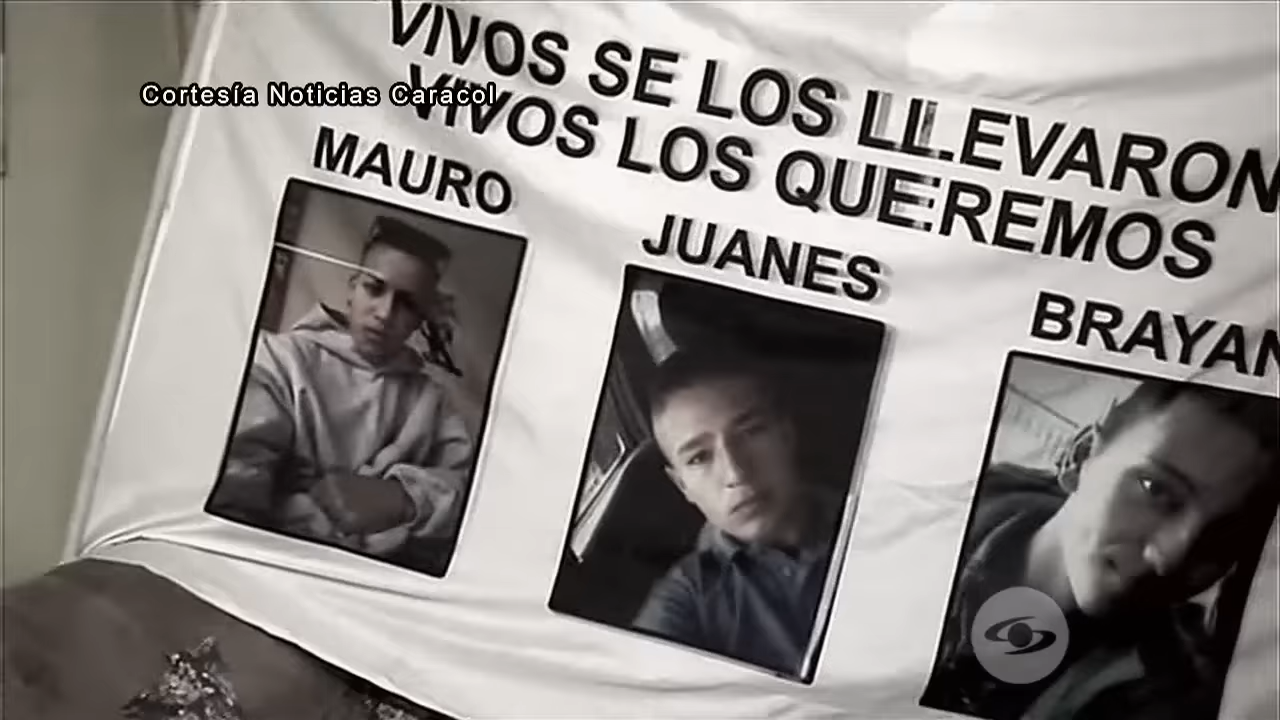 VIVOS SE LOS LLEVARON
Cortesía Noticias Caracol
VIVOS LOS QUEREMOS
MAURO
JUANES
BRAYAN